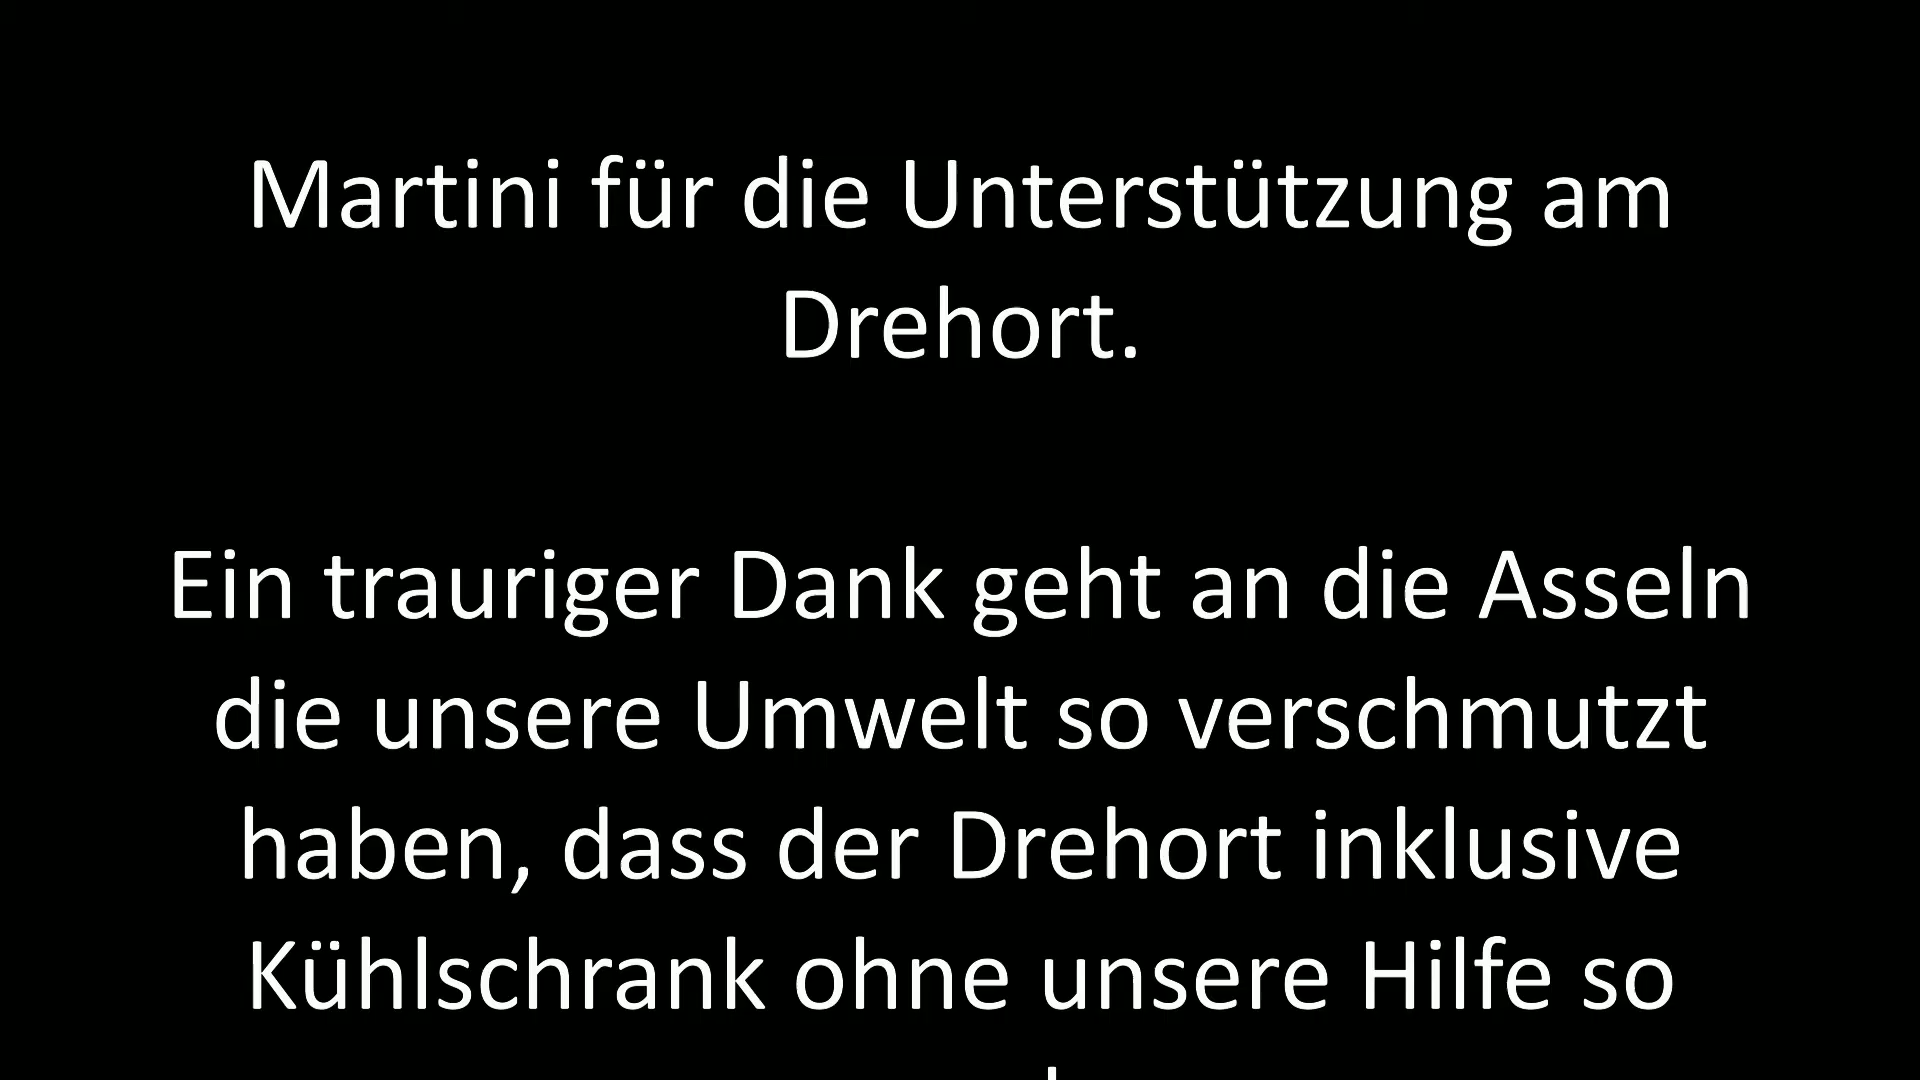 Martini für die Unterstützung am
Drehort.
Ein trauriger Dank geht an die Asseln
die unsere Umwelt so verschmutzt
haben, dass der Drehort inklusive
Kühlschrank ohne unsere Hilfe so